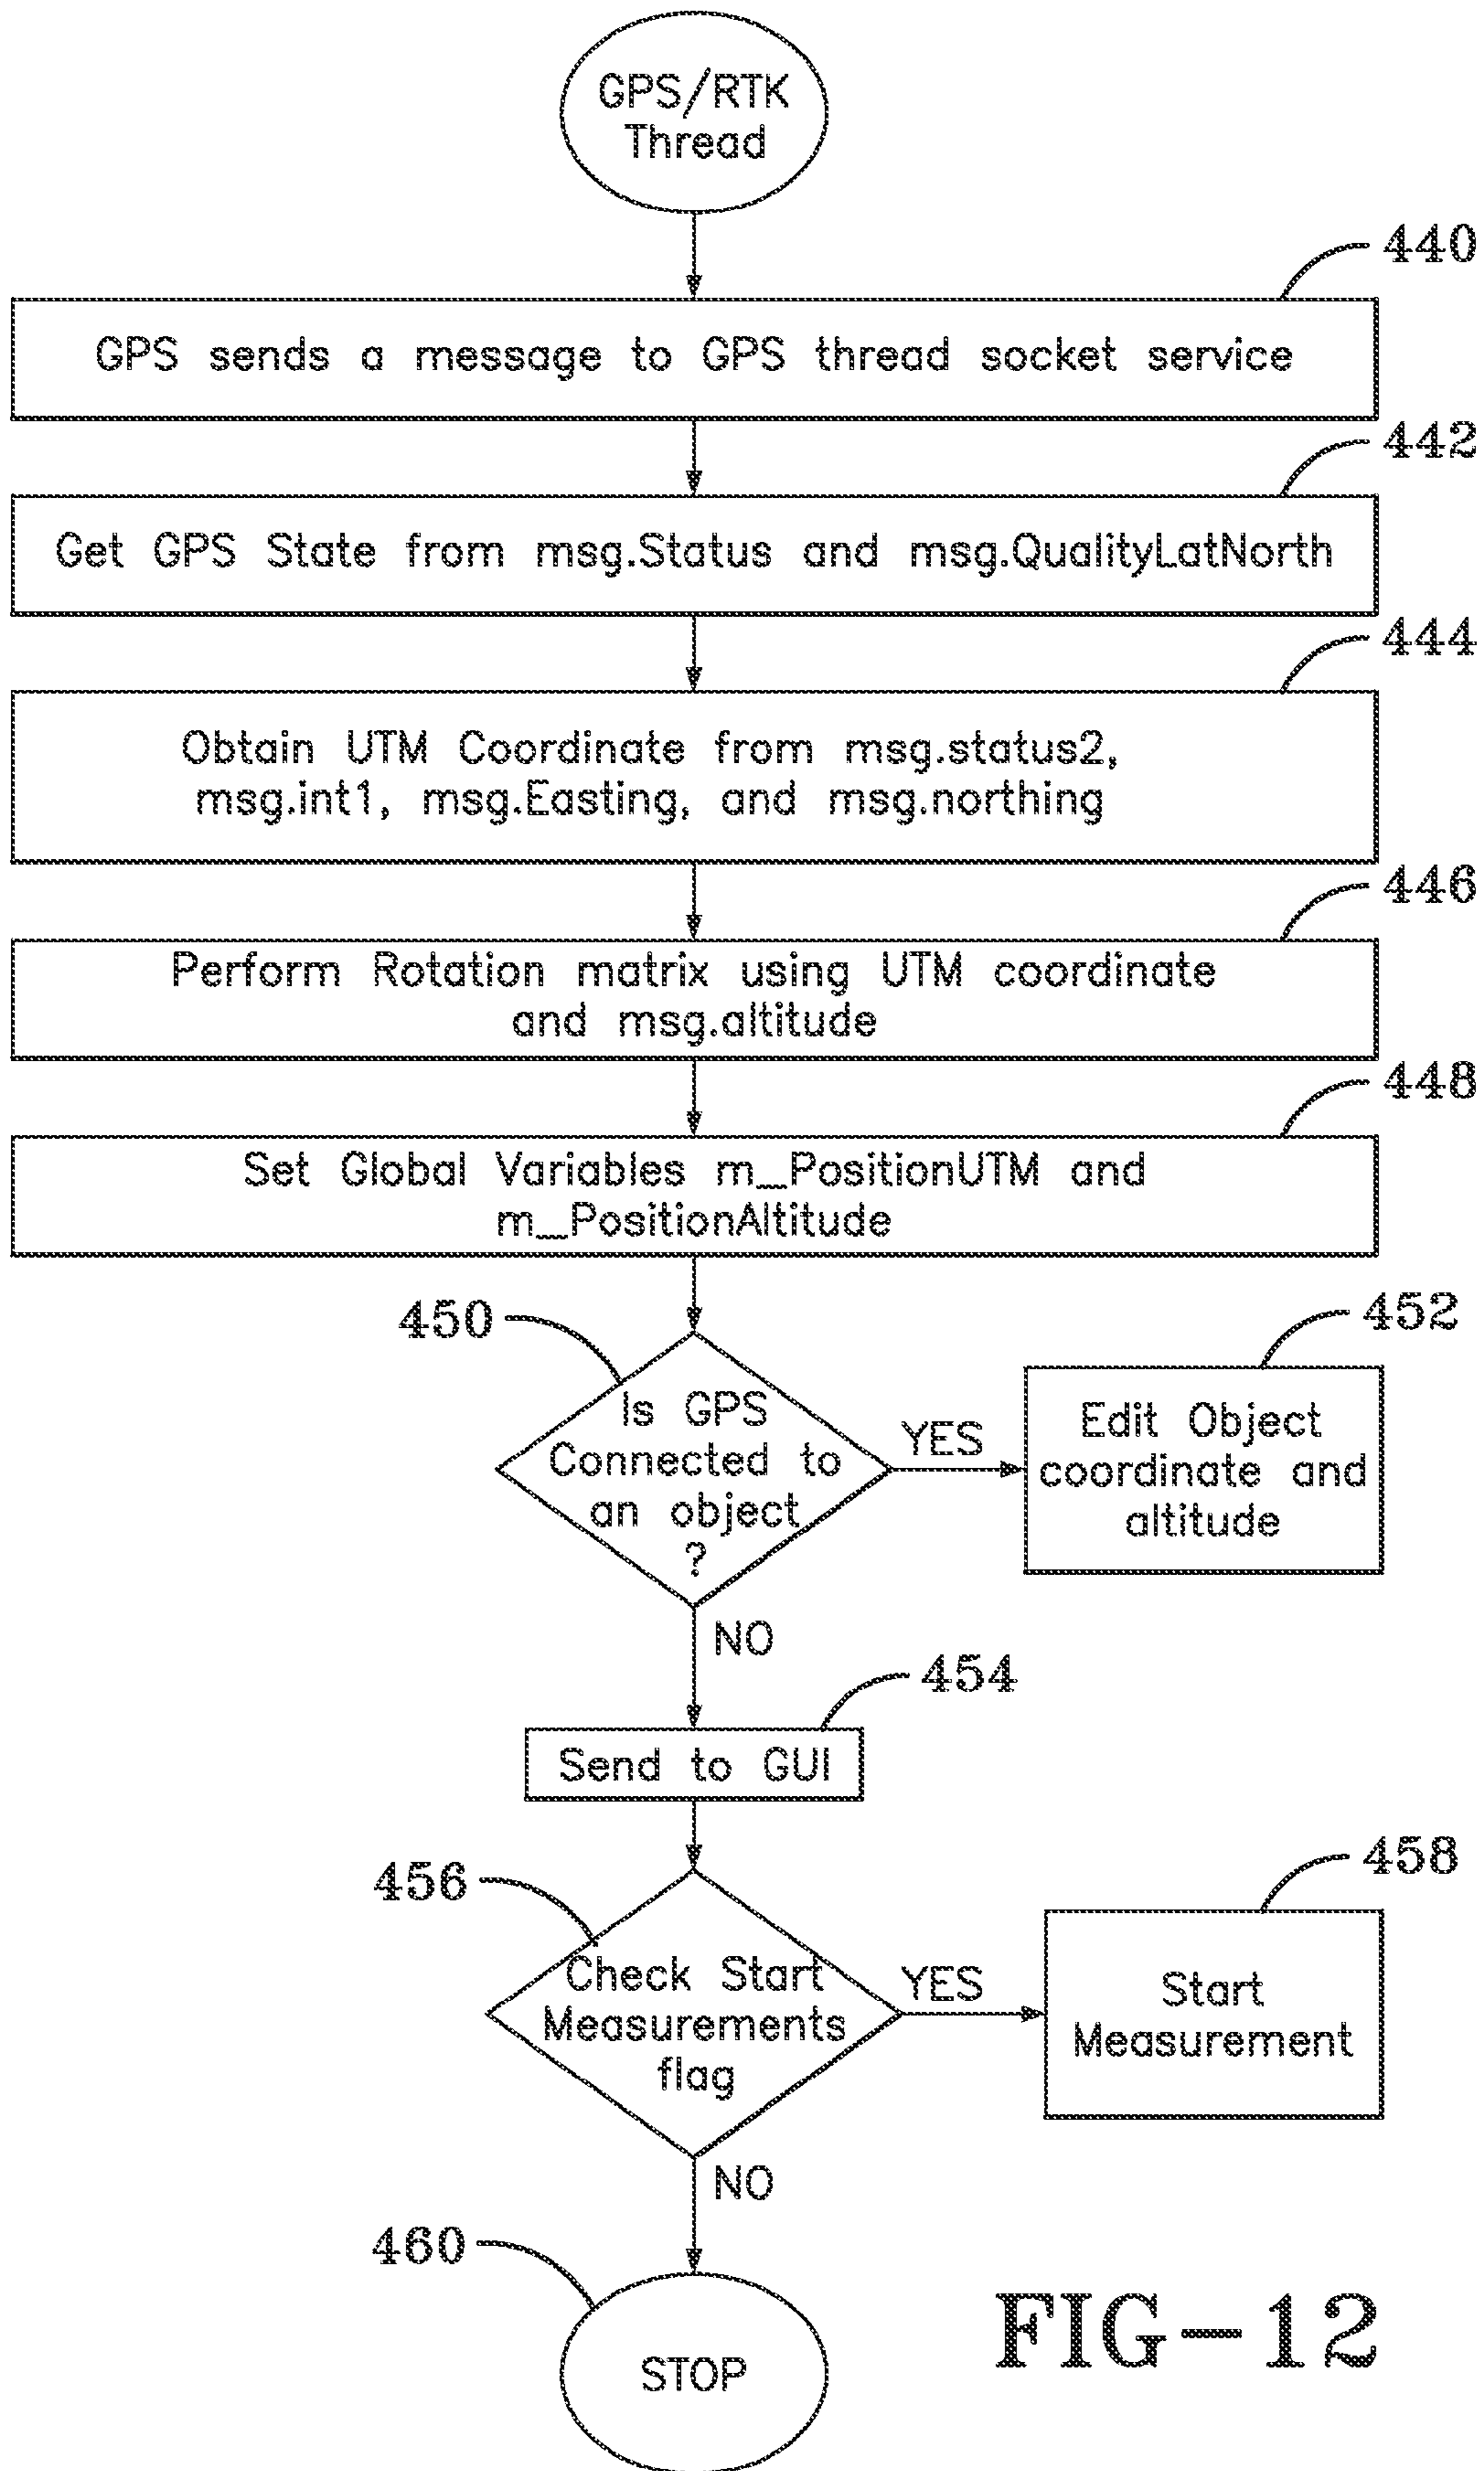 GPS/RTK
Thread
440
GPS sends a message to GPS thread socket service
442
Get GPS State from msg.Status and msg.QualityLatNorth
444
Obtain UTM Coordinate from msg.status2,
msg.int1, msg.Easting, and msg.northing
446
Perform Rotation matrix using UTM coordinate
and msg.altitude
448
Set Global Variables m_PositionUTM and
m_PositionAltitude
450
Is GPS
Connected to
an object
?
YES
452
Edit Object
coordinate and
altitude
NO
454
Send to GUI
456
Check Start
Measurements
flag
YES
458
Start
Measurement
NO
460
STOP
FIG-12